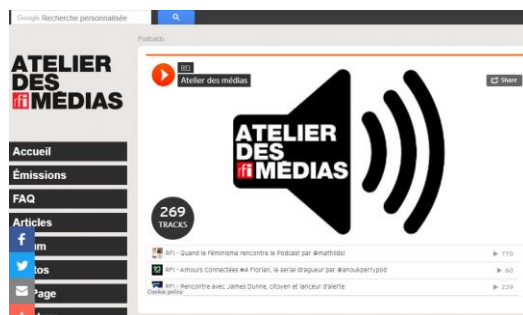 Google Recherche personnalisée
Podcasts
ATELIER
DES
rfi MÉDIAS
RFI
Atelier des médias
Share
ATELIER
DES
rfi MÉDIAS
Accueil
Émissions
FAQ
Articles
269
TRACKS
RFI - Quand le Féminisme rencontre le Podcast par @mathildsl
770
RFI - Amours Connectées #4 Florian, le serial dragueur par @anoukperrypod
60
RFI - Rencontre avec James Dunne, citoyen et lanceur d'alerte
239
Cookie policy